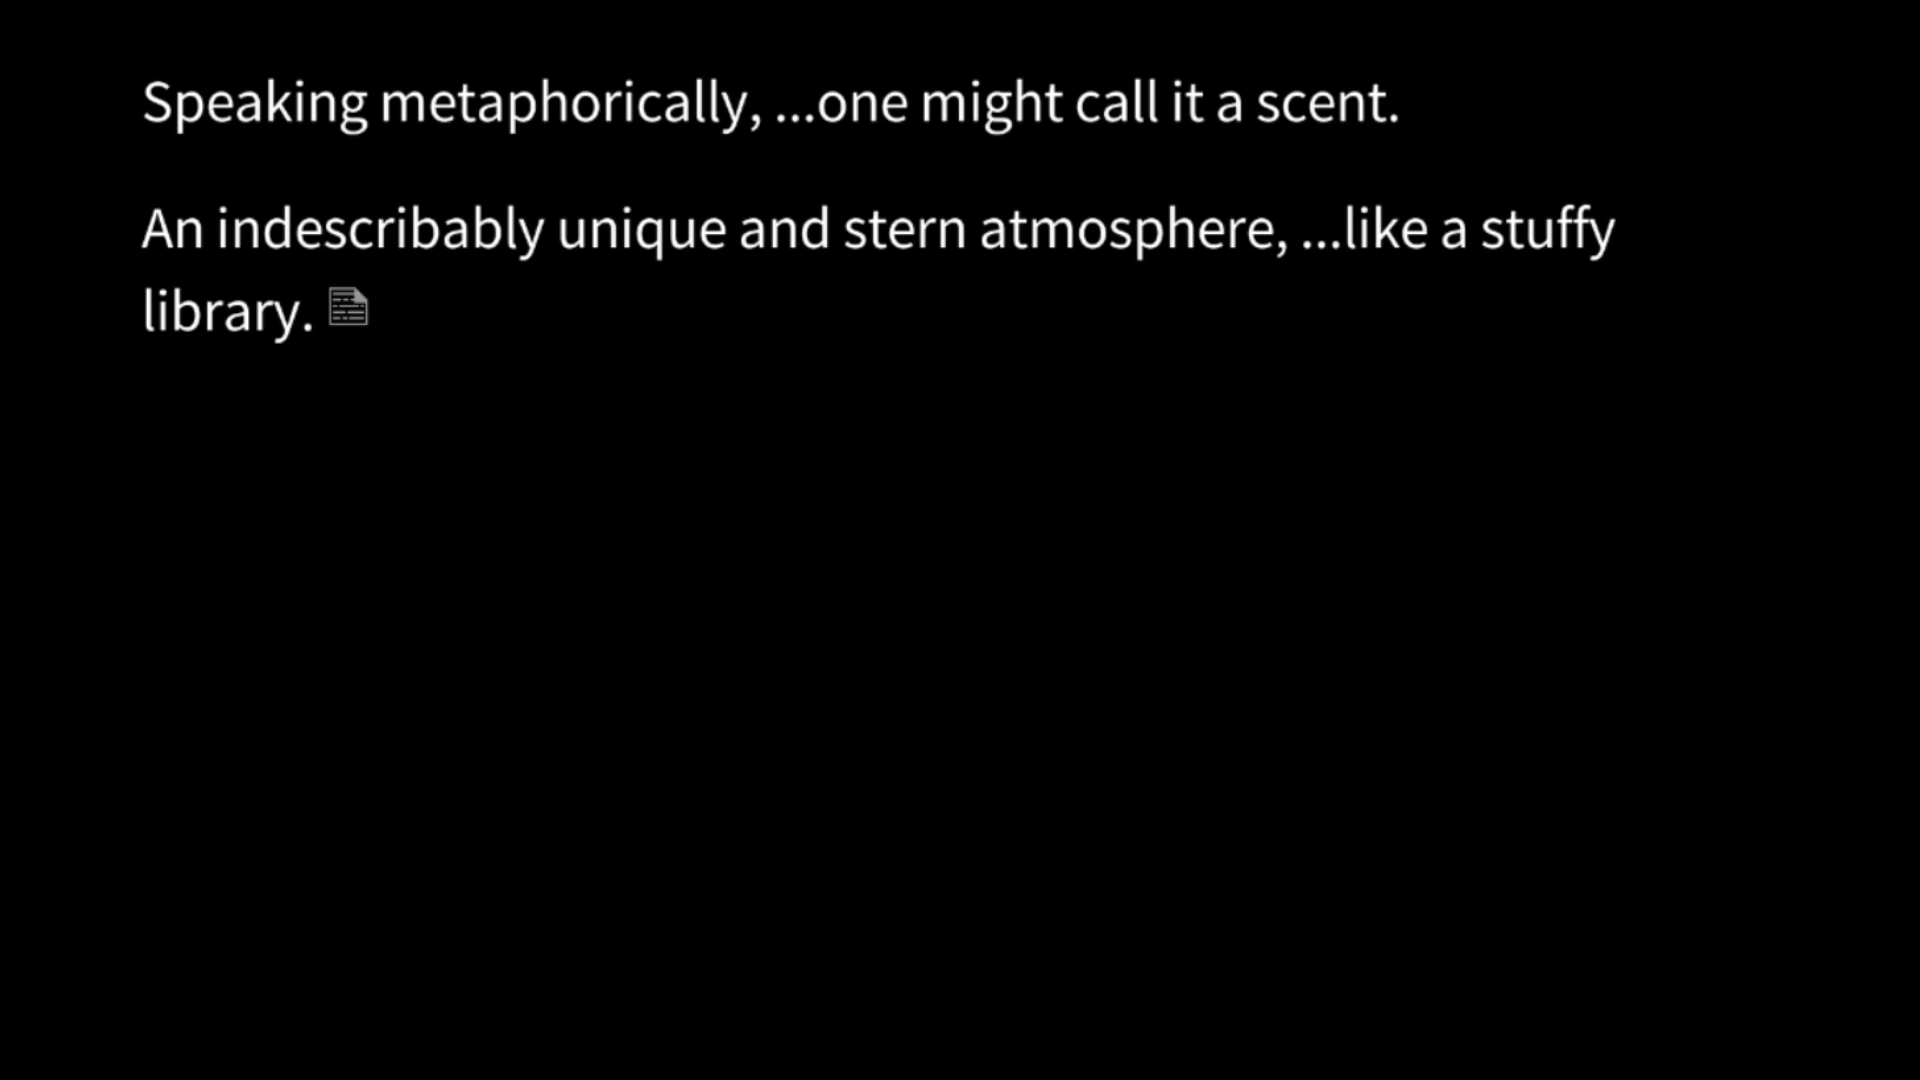 Speaking metaphorically, ...one might call it a scent.
An indescribably unique and stern atmosphere, ...like a stuffy
library.